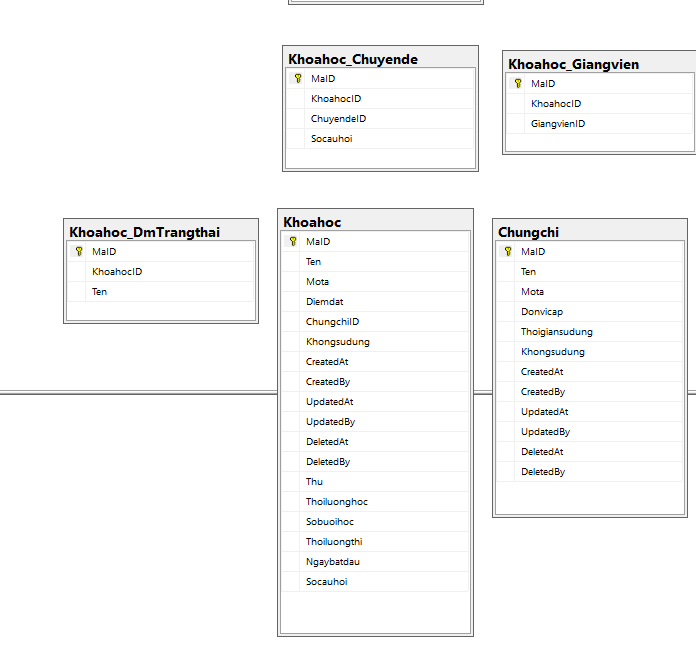 Khoahoc_Chuyende
MaID
KhoahocID
ChuyendeID
Socauhoi
Khoahoc_Giangvien
MaID
KhoahocID
GiangvienID
Khoahoc_DmTrangthai
MaID
KhoahocID
Ten
Khoahoc
MaID
Ten
Mota
Diemdat
ChungchiID
Khongsudung
CreatedAt
CreatedBy
UpdatedAt
UpdatedBy
DeletedAt
DeletedBy
Thu
Thoiluonghoc
Sobuoihoc
Thoiluongthi
Ngaybatdau
Socauhoi
Chungchi
MaID
Ten
Mota
Donvicap
Thoigiansudung
Khongsudung
CreatedAt
CreatedBy
UpdatedAt
UpdatedBy
DeletedAt
DeletedBy